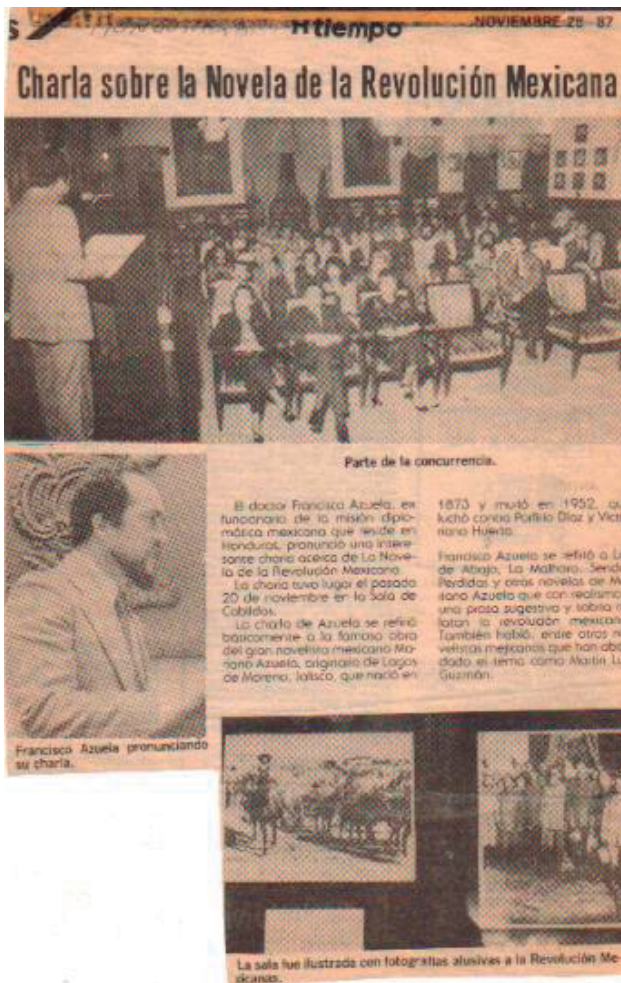 tiempo
NOVIEMBRE 28 87
Charla sobre la Novela de la Revolución Mexicana
Parte de la concurrencia.
El doctor Francisco Azuela, ex
funcionario de la misión diplo-
mática mexicana que reside en
Honduras, pronunció una intere-
sante charla acerca de La Nove-
la de la Revolución Mexicana.
La charla tuvo lugar el pasado
20 de noviembre en la Sala de
Cabildos.
La charla de Azuela se refirió
básicamente a la famosa obra
del gran novelista mexicano Ma-
riano Azuela, originario de Lagos
de Moreno, Jalisco, que nació en
1873 y murió en 1952,
luchó contra Porfirio Díaz y
riano Huerta.
Francisco Azuela se refirió a
de Abajo, La Malhora,
Perdidas y otras novelas de
riano Azuela que con realismo
una prosa sugestiva y sobria
latan la revolución
También habló, entre otros
velistas mejicanos que han
dado el tema como Martín
Guzmán.
Francisco Azuela pronunciando
su charla.
La sala fue ilustrada con fotografías alusivas a la Revolución Me-
xicanas.